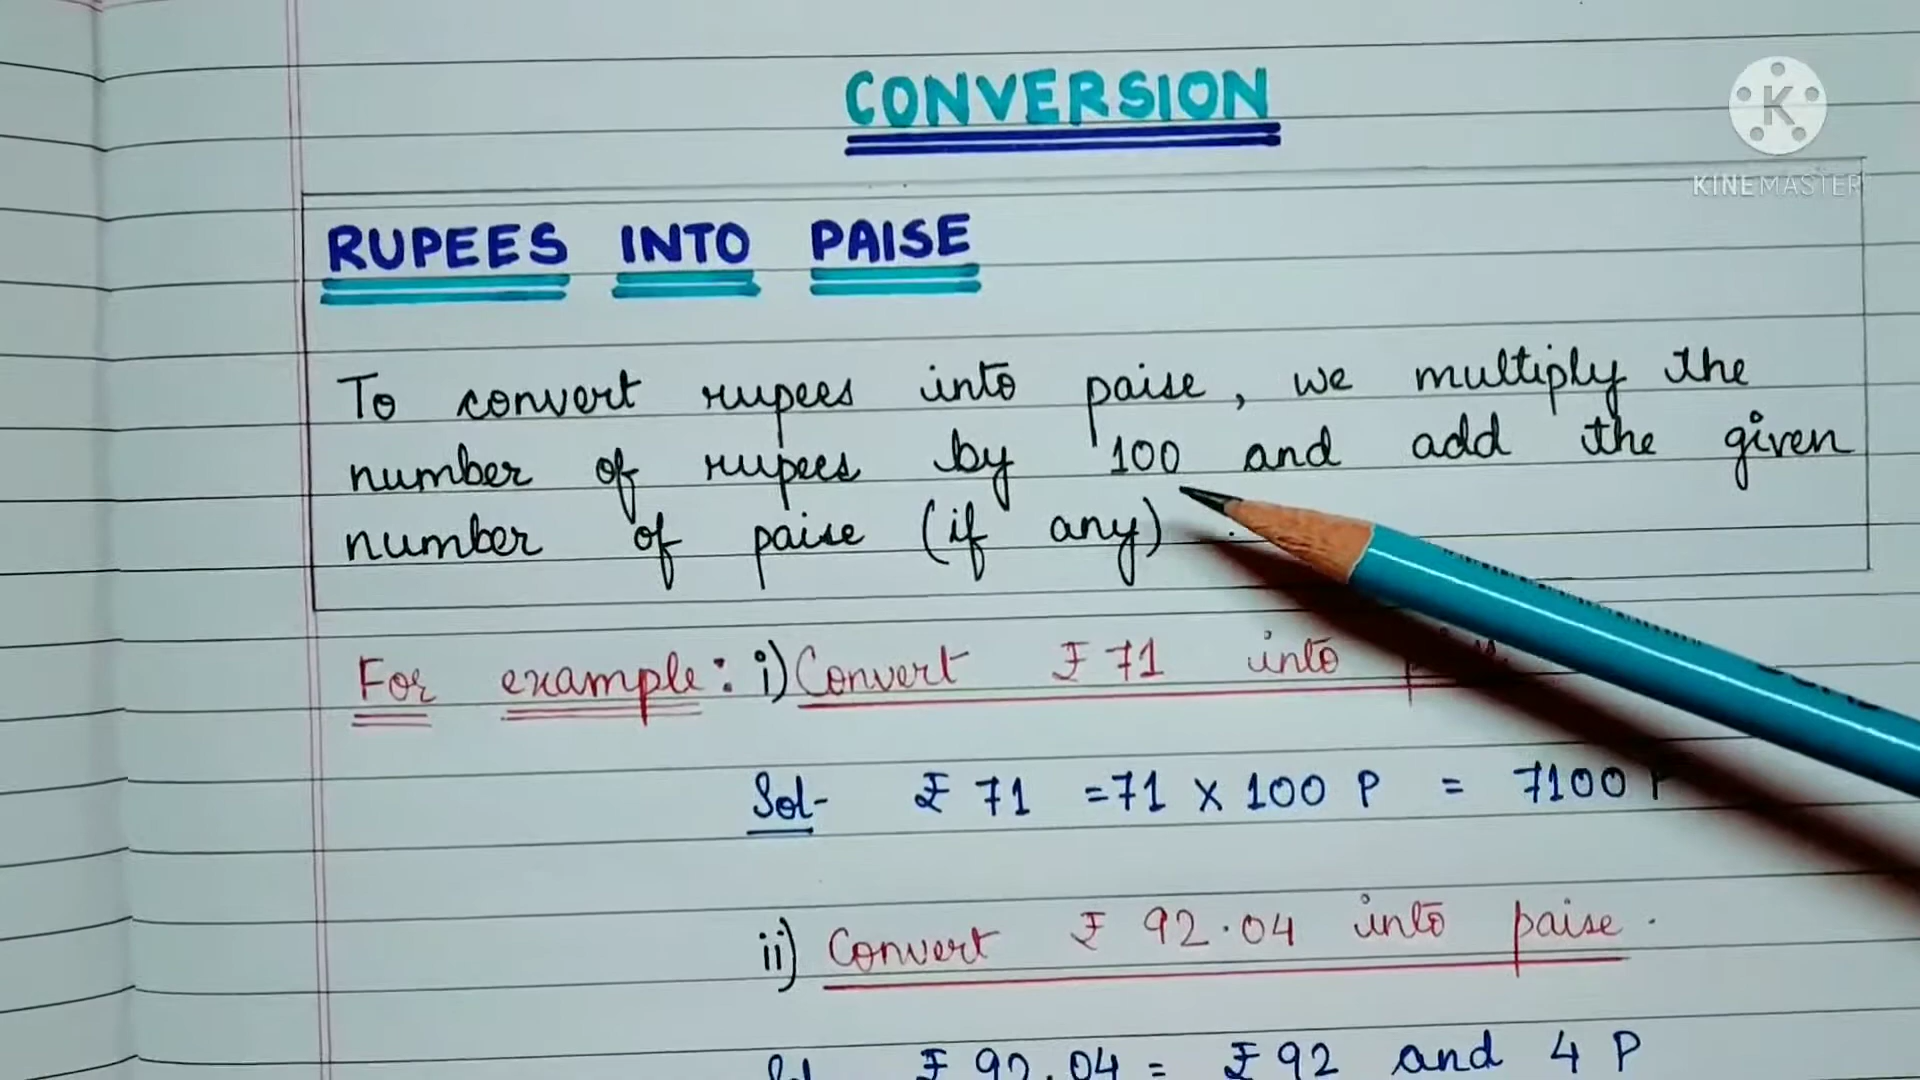 CONVERSION
K
KINEMASTER
RUPEES INTO PAISE
To convert rupees into paise, we multiply the
number of rupees by 100 and add the given
number of paise (if any).
For example: i) Convert ₹ 71 into
Sol- ₹ 71 = 71 x 100 P = 7100 P
ii) Convert ₹ 92.04 into paise.
₹ 92.04 = ₹ 92 and 4 P